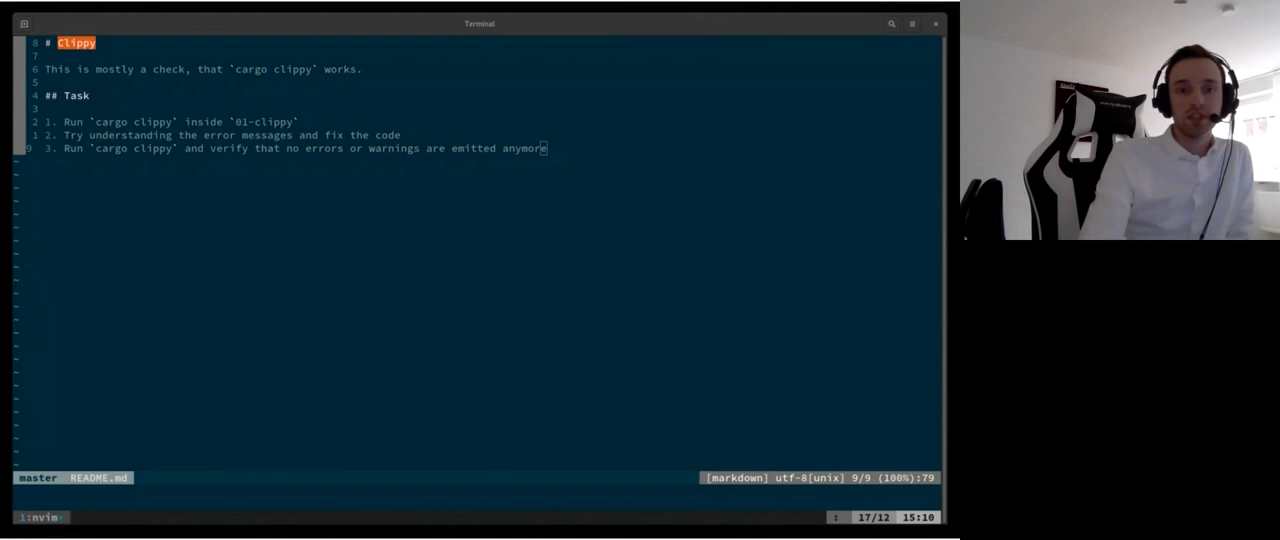 Terminal
8 # Clippy
7
6 This is mostly a check, that `cargo clippy` works.
5
4 ## Task
3
2 1. Run `cargo clippy` inside `01-clippy`
1 2. Try understanding the error messages and fix the code
9 3. Run `cargo clippy` and verify that no errors or warnings are emitted anymore
master README.md [markdown] utf-8[unix] 9/9 (100%):79
1:nvim* : 17/12 15:10